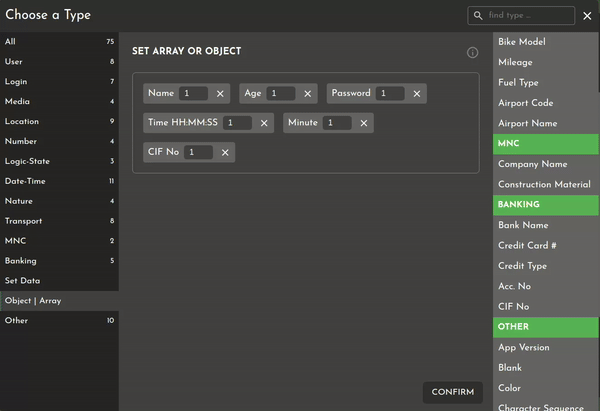 Choose a Type
find type ..
All 75
User 8
Login 7
Media 4
Location 9
Number 4
Logic-State 3
Date-Time 11
Nature 4
Transport 8
MNC 2
Banking 5
Set Data
Object | Array
Other 10
SET ARRAY OR OBJECT
Name 1
Age 1
Password 1
Time HH:MM:SS 1
Minute 1
CIF No 1
CONFIRM
Bike Model
Mileage
Fuel Type
Airport Code
Airport Name
MNC
Company Name
Construction Material
BANKING
Bank Name
Credit Card #
Credit Type
Acc. No
CIF No
OTHER
App Version
Blank
Color
Character Sequence